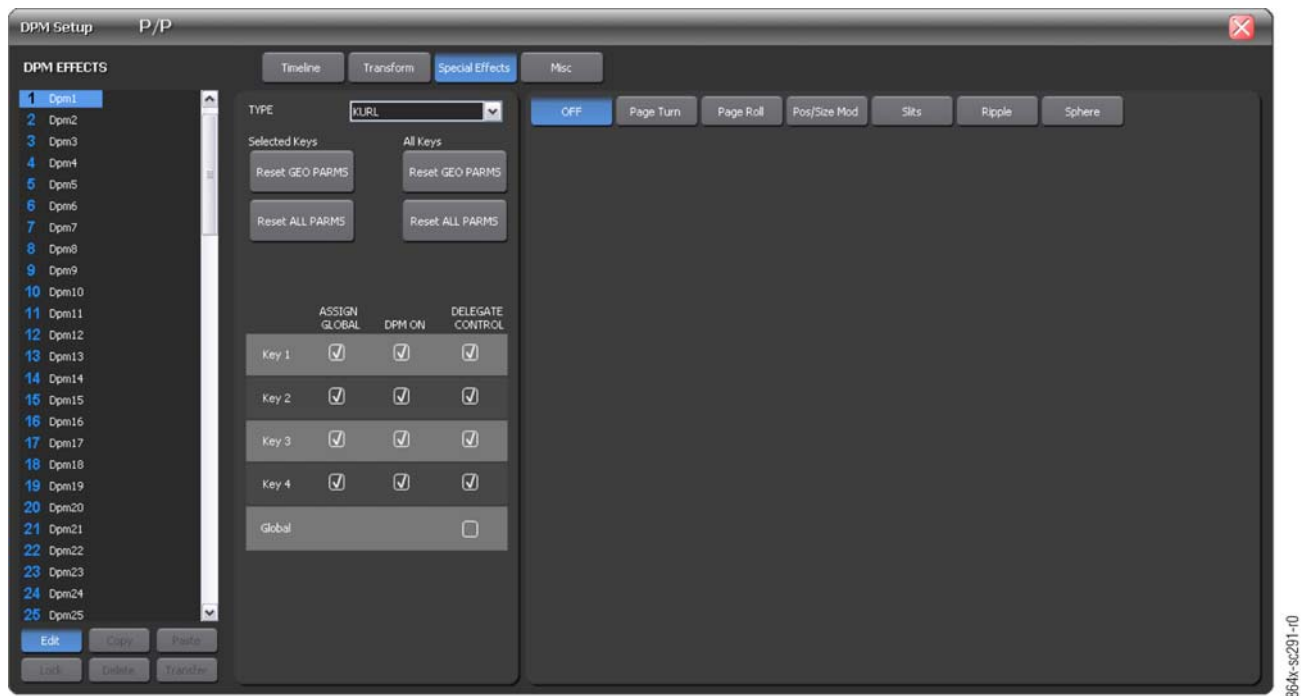 DPM Setup P/P
DPM EFFECTS
Timeline Transform Special Effects Misc
1 Dpm1
2 Dpm2
3 Dpm3
4 Dpm4
5 Dpm5
6 Dpm6
7 Dpm7
8 Dpm8
9 Dpm9
10 Dpm10
11 Dpm11
12 Dpm12
13 Dpm13
14 Dpm14
15 Dpm15
16 Dpm16
17 Dpm17
18 Dpm18
19 Dpm19
20 Dpm20
21 Dpm21
22 Dpm22
23 Dpm23
24 Dpm24
25 Dpm25
Edit Copy Paste
Lock Delete Transfer
TYPE KURL
Selected Keys All Keys
Reset GEO PARMS Reset GEO PARMS
Reset ALL PARMS Reset ALL PARMS
ASSIGN GLOBAL DPM ON DELEGATE CONTROL
Key 1
Key 2
Key 3
Key 4
Global
OFF Page Turn Page Roll Pos/Size Mod Slits Ripple Sphere
864x-sc291-r0